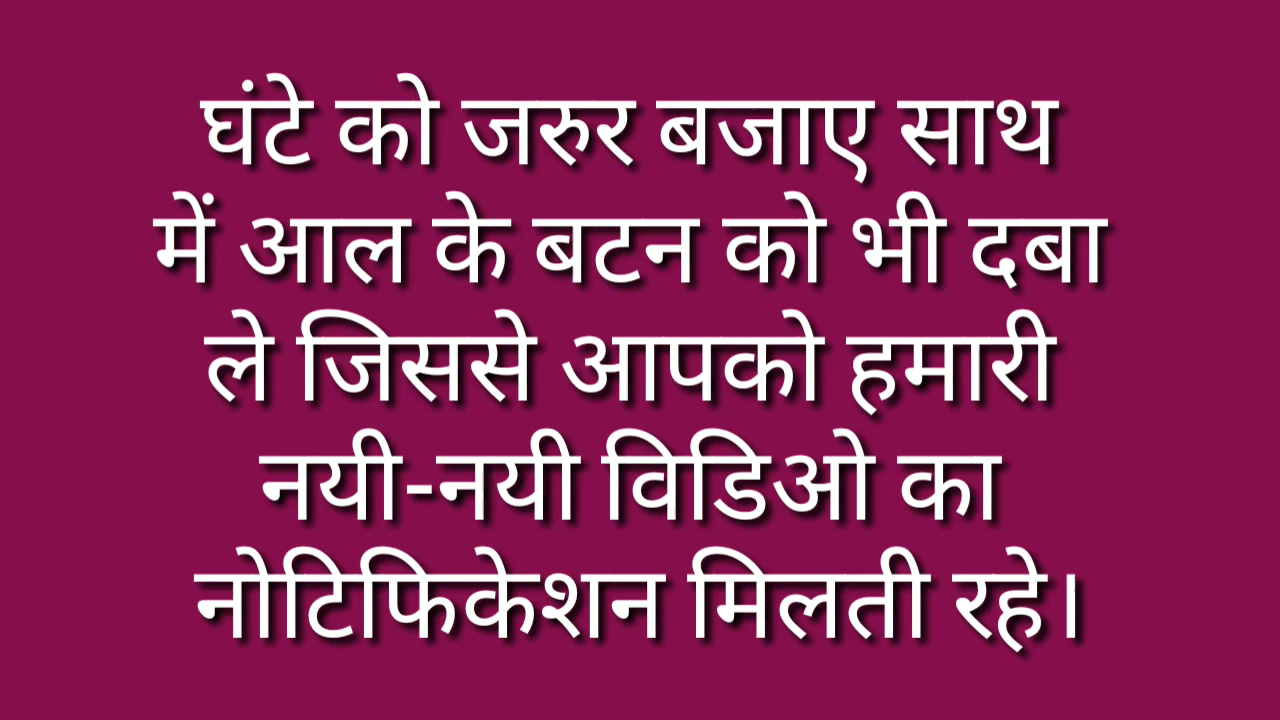 घंटे को जरुर बजाए साथ
में आल के बटन को भी दबा
ले जिससे आपको हमारी
नयी-नयी विडिओ का
नोटिफिकेशन मिलती रहे।